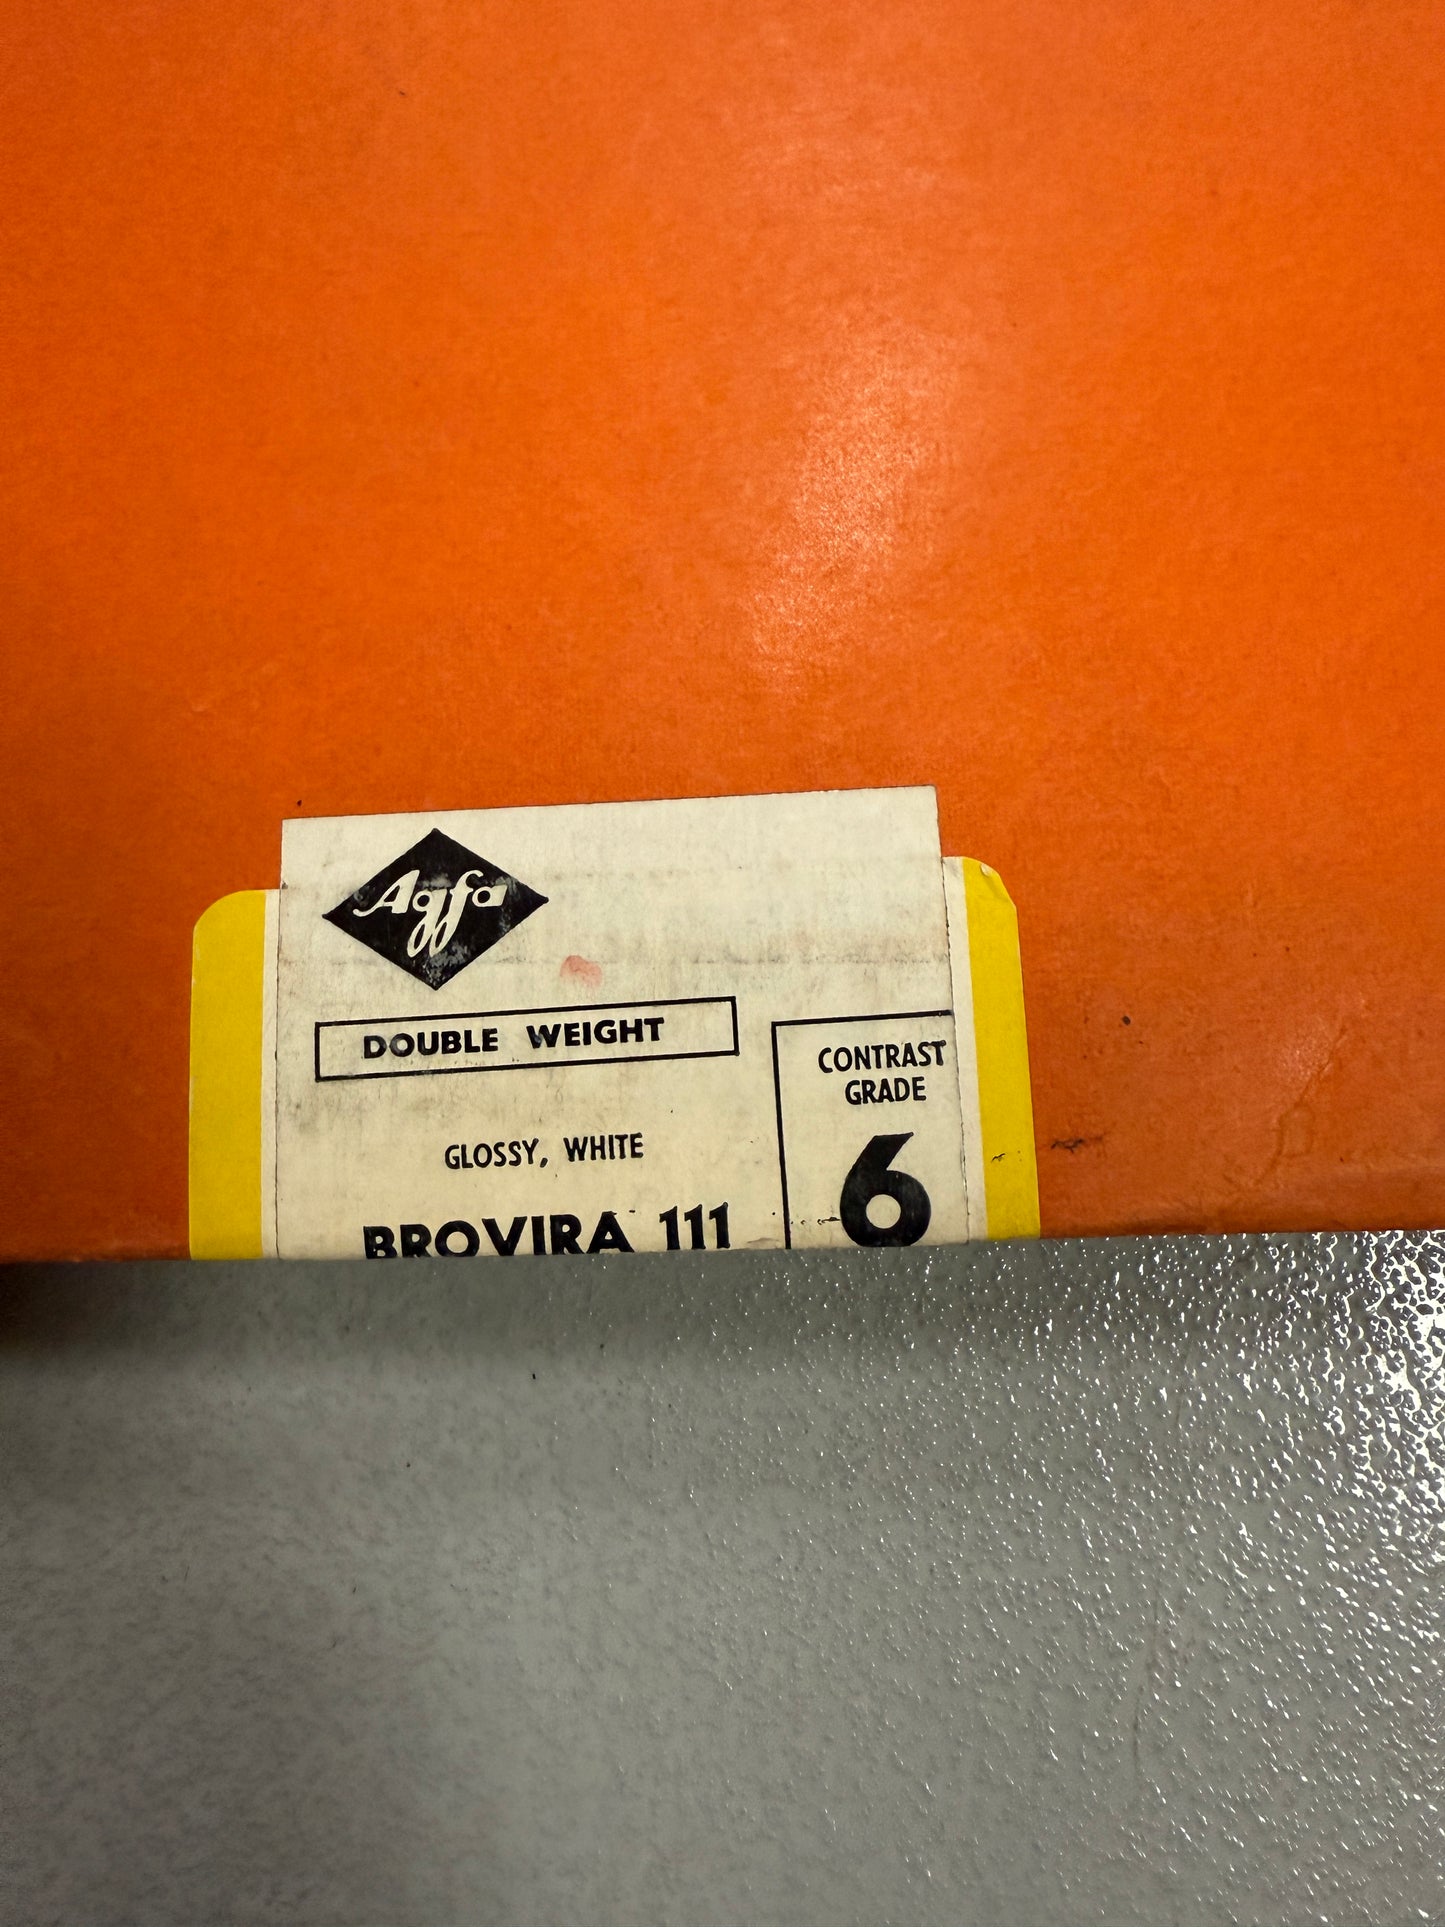 Agfa
DOUBLE WEIGHT
CONTRAST
GRADE
6
GLOSSY, WHITE
BROVIRA 111